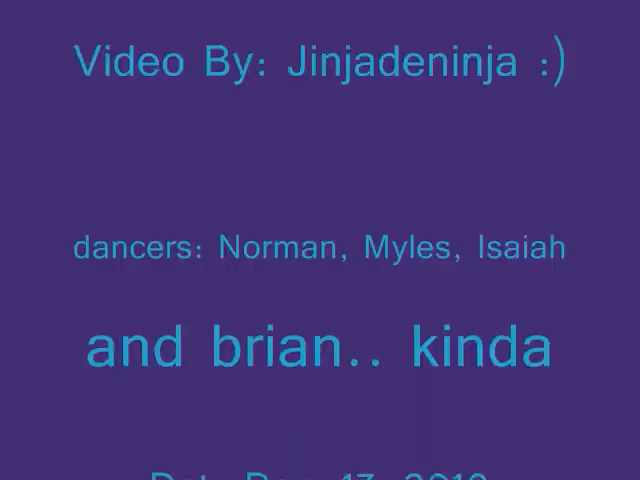 Video By: Jinjadeninja :)
dancers: Norman, Myles, Isaiah
and brian.. kinda